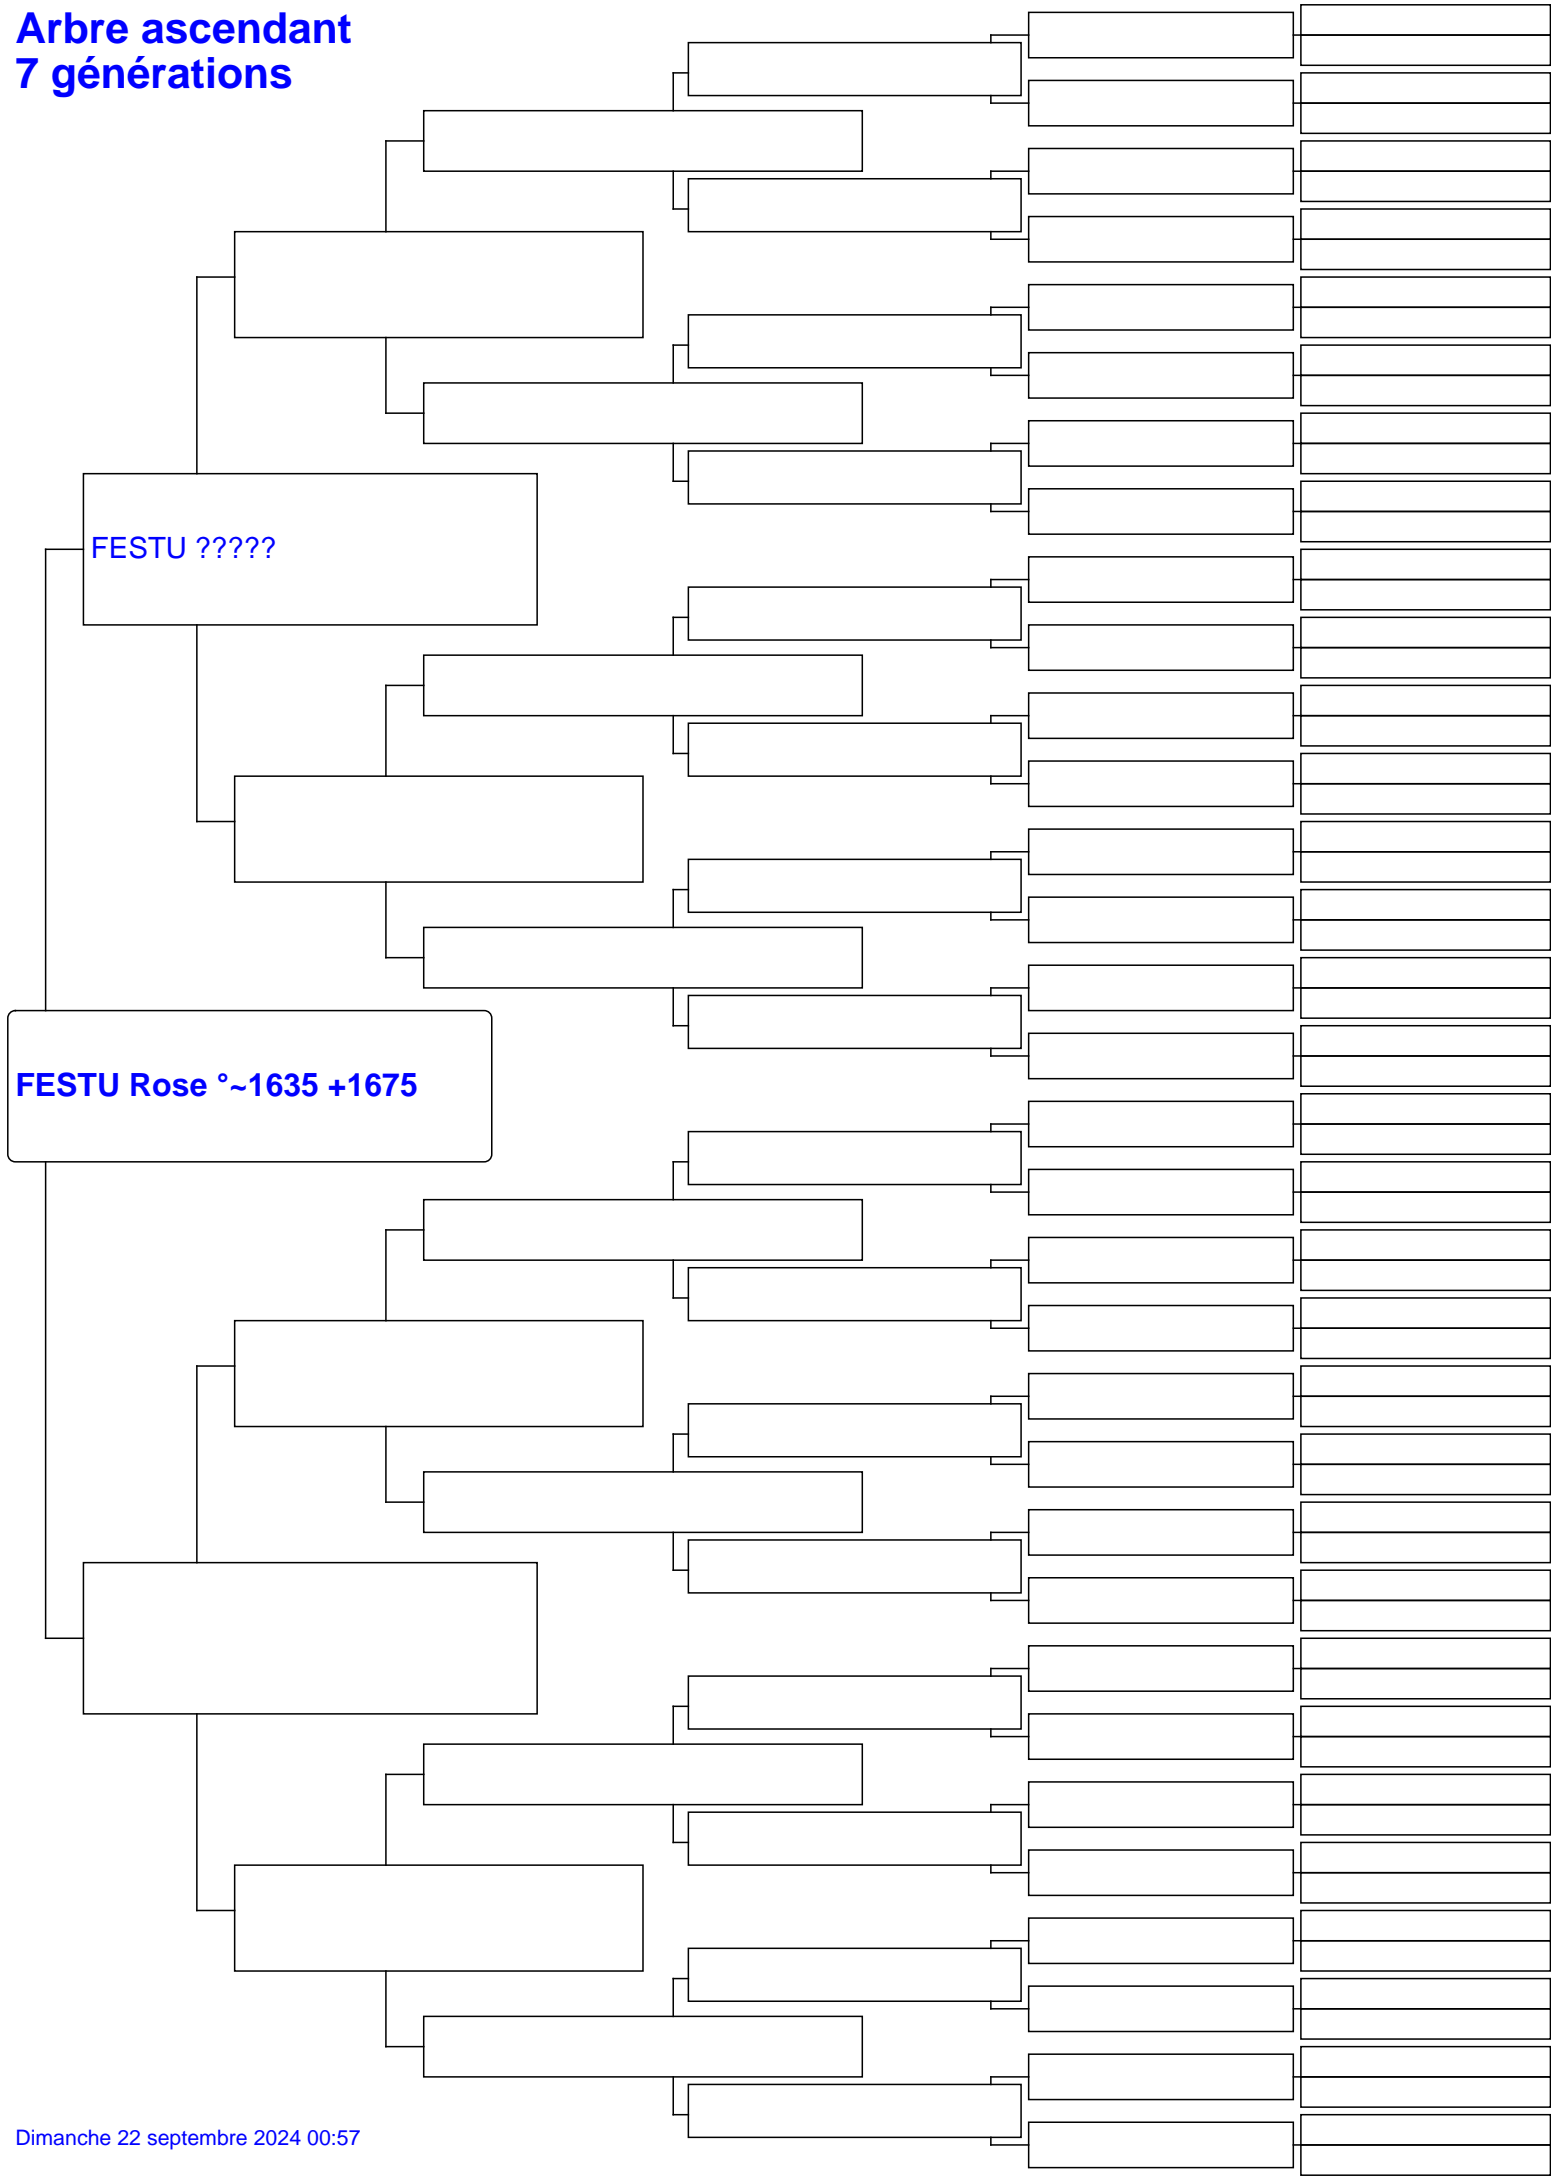 Arbre ascendant
7 générations
FESTU ?????
FESTU Rose °~1635 +1675
Dimanche 22 septembre 2024 00:57